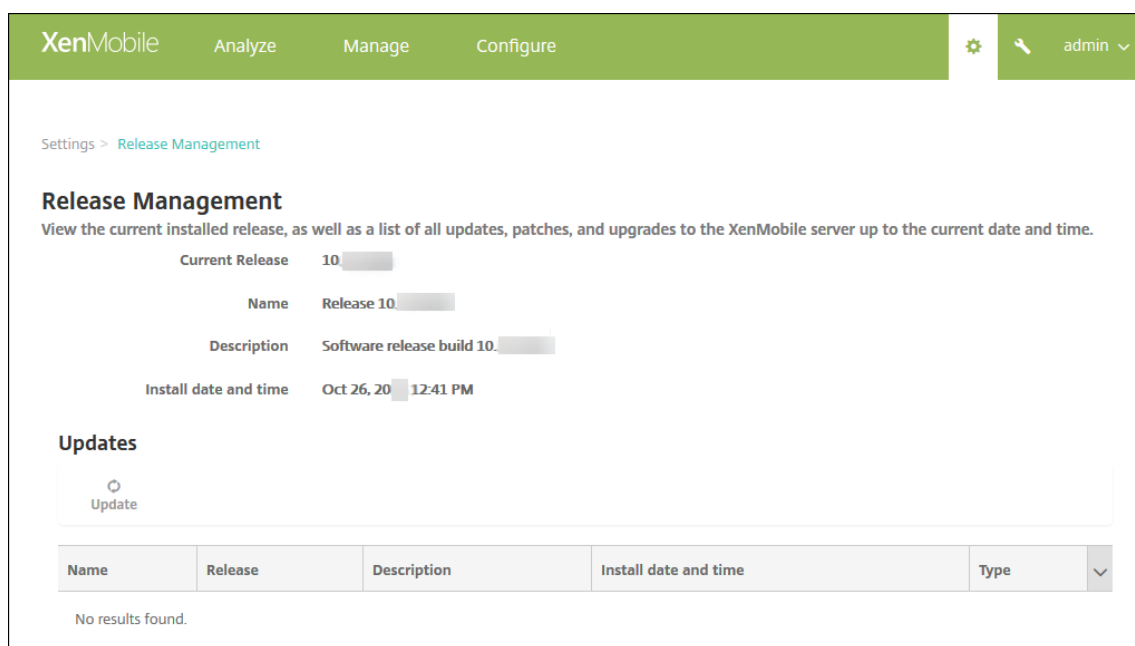 XenMobile Analyze Manage Configure admin
Settings > Release Management
Release Management
View the current installed release, as well as a list of all updates, patches, and upgrades to the XenMobile server up to the current date and time.
Current Release 10.
Name Release 10.
Description Software release build 10.
Install date and time Oct 26, 20 12:41 PM
Updates
Update
Name Release Description Install date and time Type
No results found.